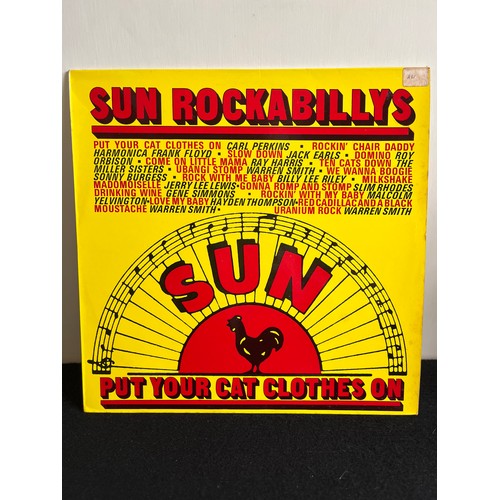 SUN ROCKABILLYS
PUT YOUR CAT CLOTHES ON CARL PERKINS • ROCKIN' CHAIR DADDY
HARMONICA FRANK FLOYD • SLOW DOWN JACK EARLS • DOMINO ROY
ORBISON • COME ON LITTLE MAMA RAY HARRIS • TEN CATS DOWN THE
MILLER SISTERS • UBANGI STOMP WARREN SMITH • WE WANNA BOOGIE
SONNY BURGESS • ROCK WITH ME BABY BILLY LEE RILEY • MILKSHAKE
MADOMOISELLE JERRY LEE LEWIS • GONNA ROMP AND STOMP SLIM RHODES
DRINKING WINE GENE SIMMONS • ROCKIN' WITH MY BABY MALCOLM
YELVINGTON • LOVE MY BABY HAYDEN THOMPSON • RED CADILLAC AND A BLACK
MOUSTACHE WARREN SMITH • URANIUM ROCK WARREN SMITH
SUN
PUT YOUR CAT CLOTHES ON